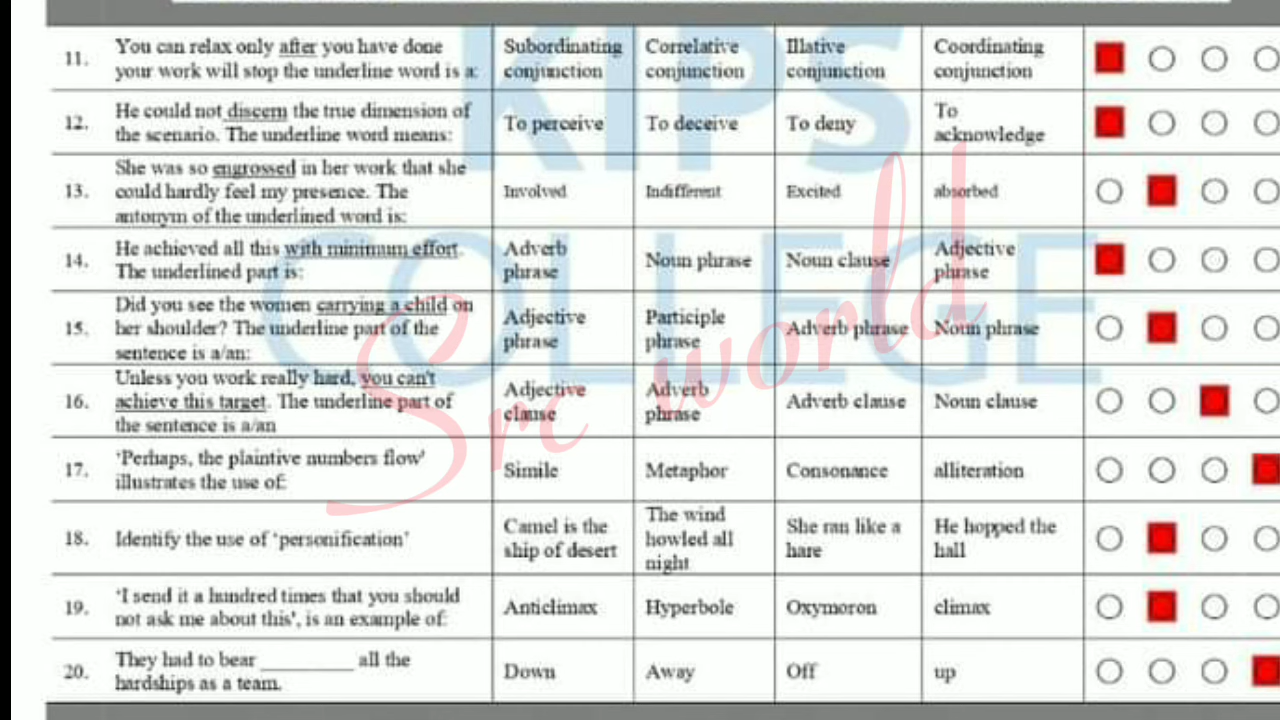 11. You can relax only after you have done your work will stop the underline word is a: Subordinating conjunction Correlative conjunction Illative conjunction Coordinating conjunction
12. He could not discern the true dimension of the scenario. The underline word means: To perceive To deceive To deny To acknowledge
13. She was so engrossed in her work that she could hardly feel my presence. The antonym of the underlined word is: Involved Indifferent Excited absorbed
14. He achieved all this with minimum effort. The underlined part is: Adverb phrase Noun phrase Noun clause Adjective phrase
15. Did you see the women carrying a child on her shoulder? The underline part of the sentence is a/an: Adjective phrase Participle phrase Adverb phrase Noun phrase
16. Unless you work really hard, you can't achieve this target. The underline part of the sentence is a/an Adjective clause Adverb phrase Adverb clause Noun clause
17. 'Perhaps, the plaintive numbers flow' illustrates the use of: Simile Metaphor Consonance alliteration
18. Identify the use of 'personification' Camel is the ship of desert The wind howled all night She ran like a hare He hopped the hall
19. 'I send it a hundred times that you should not ask me about this', is an example of: Anticlimax Hyperbole Oxymoron climax
20. They had to bear _________ all the hardships as a team. Down Away Off up
KIPS
COLLEGE
Src world